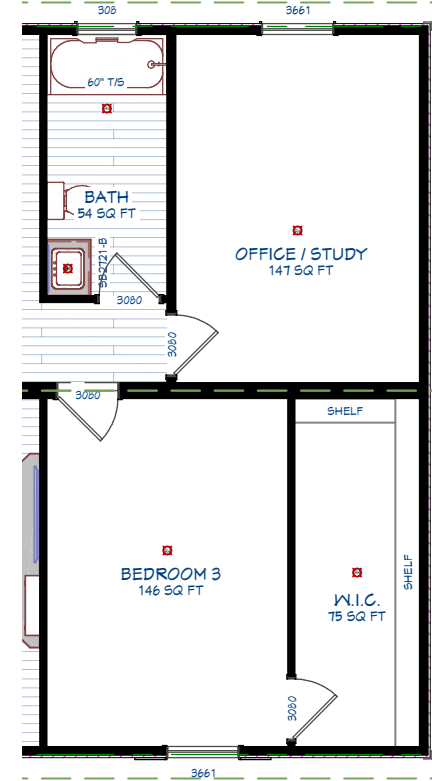 308
3661
60" T/S
BATH
54 SQ FT
SB2721-B
OFFICE / STUDY
147 SQ FT
3080
3080
3080
SHELF
SHELF
BEDROOM 3
146 SQ FT
W.I.C.
75 SQ FT
3080
3661